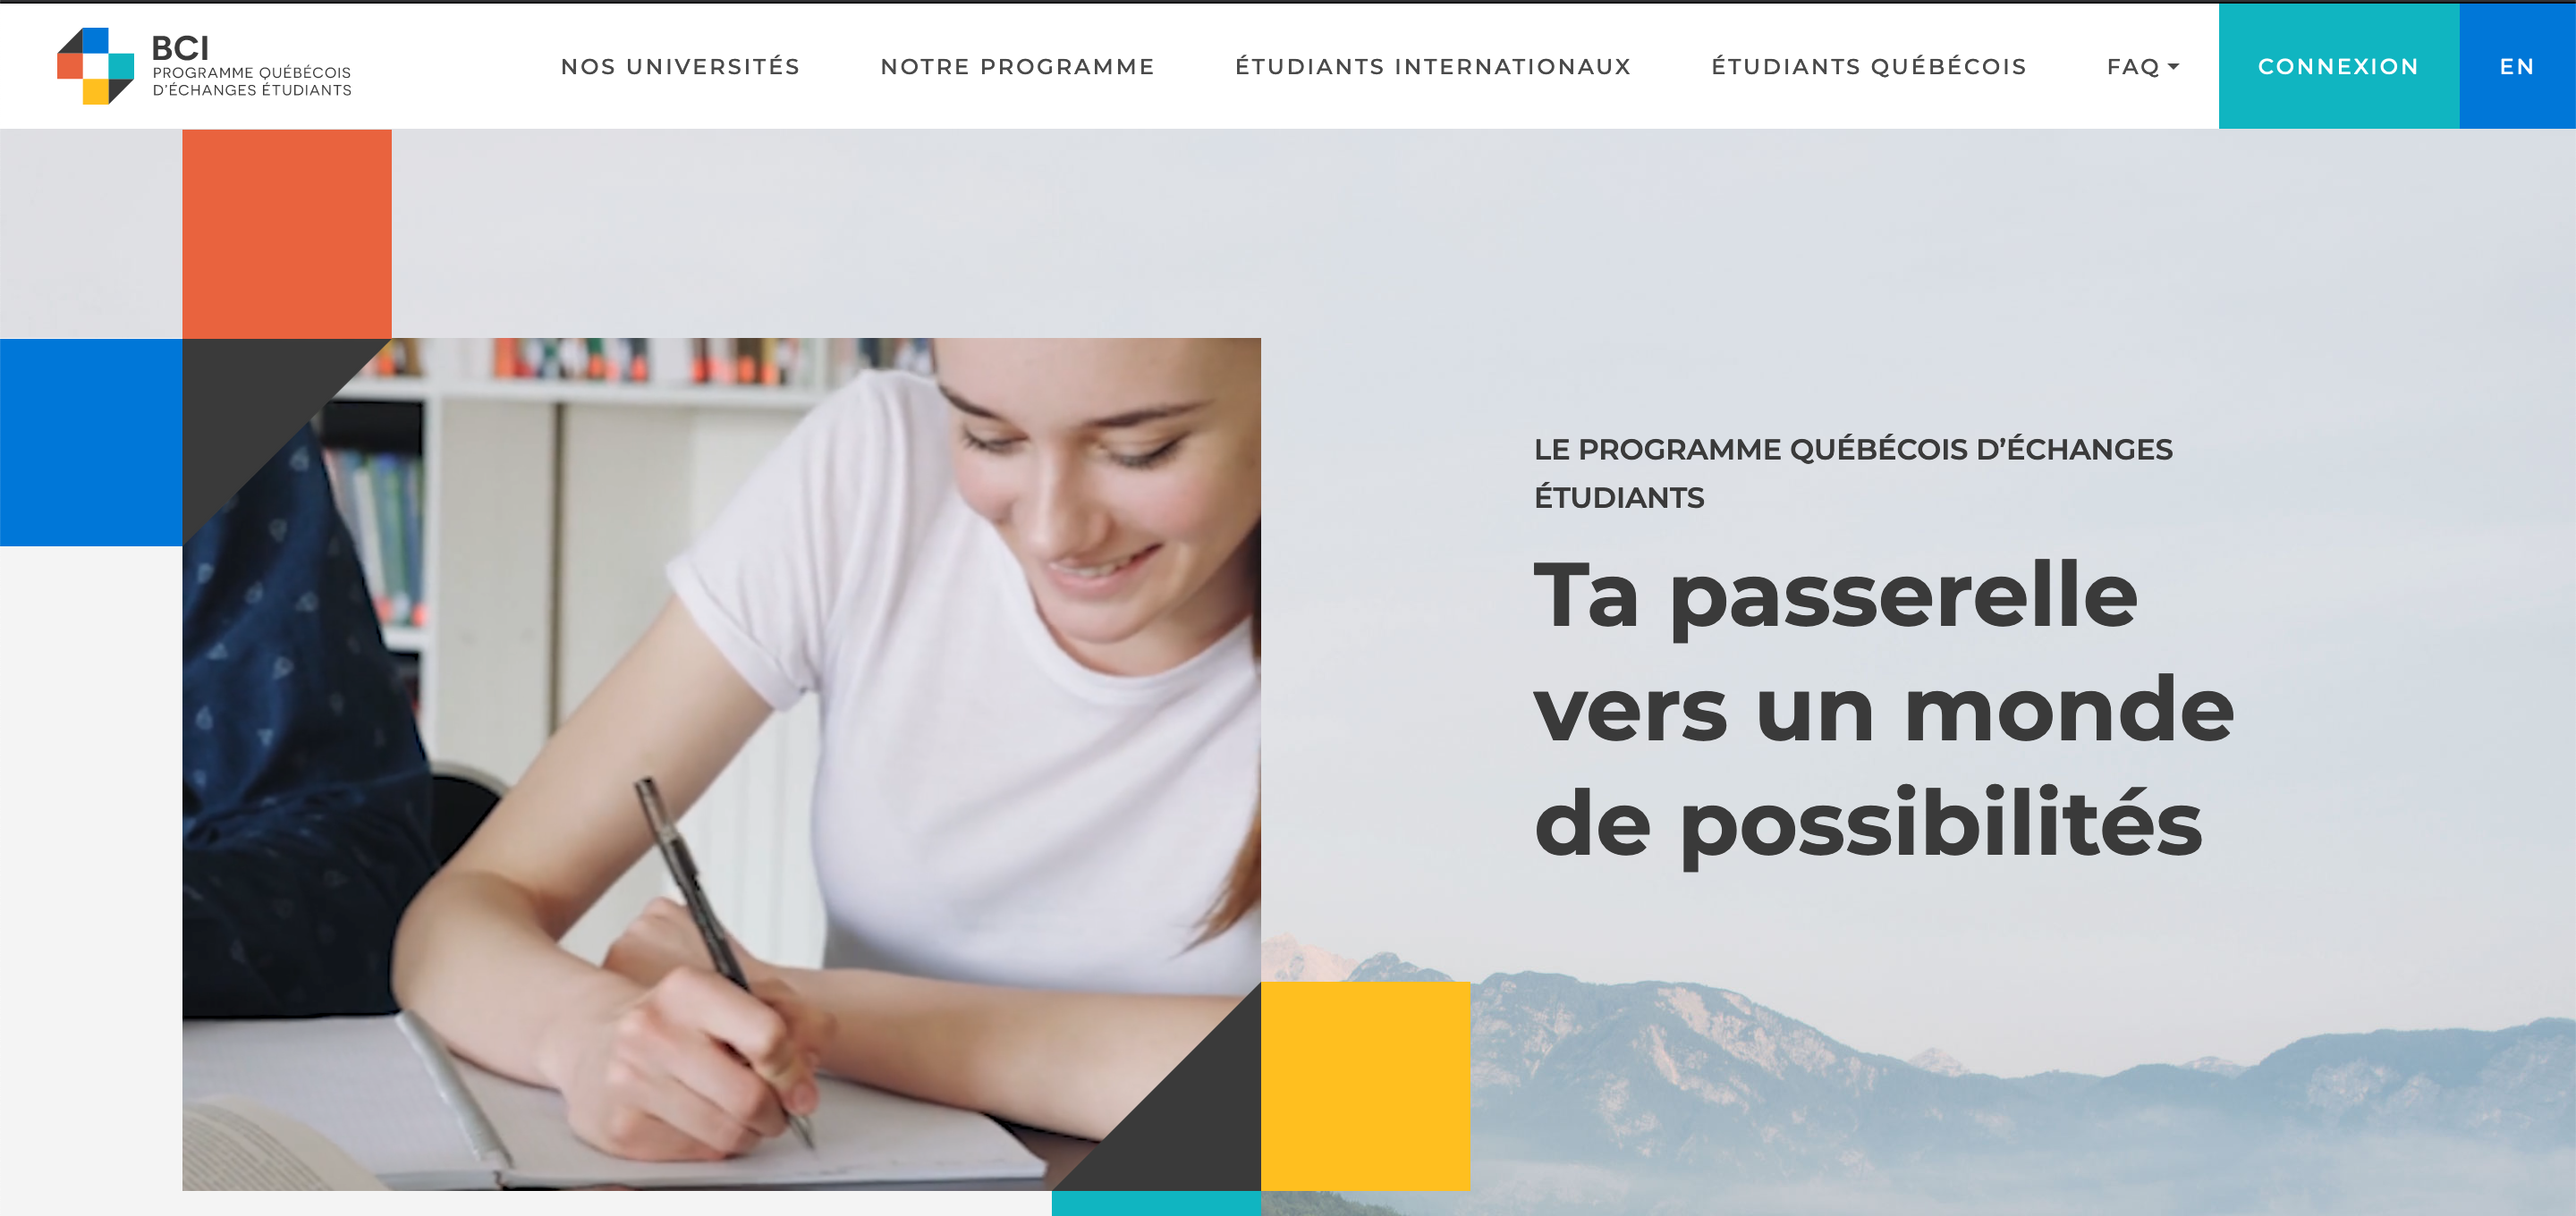 BCI
PROGRAMME QUÉBÉCOIS
D'ÉCHANGES ÉTUDIANTS
NOS UNIVERSITÉS
NOTRE PROGRAMME
ÉTUDIANTS INTERNATIONAUX
ÉTUDIANTS QUÉBÉCOIS
FAQ
CONNEXION
EN
LE PROGRAMME QUÉBÉCOIS D’ÉCHANGES
ÉTUDIANTS
Ta passerelle
vers un monde
de possibilités